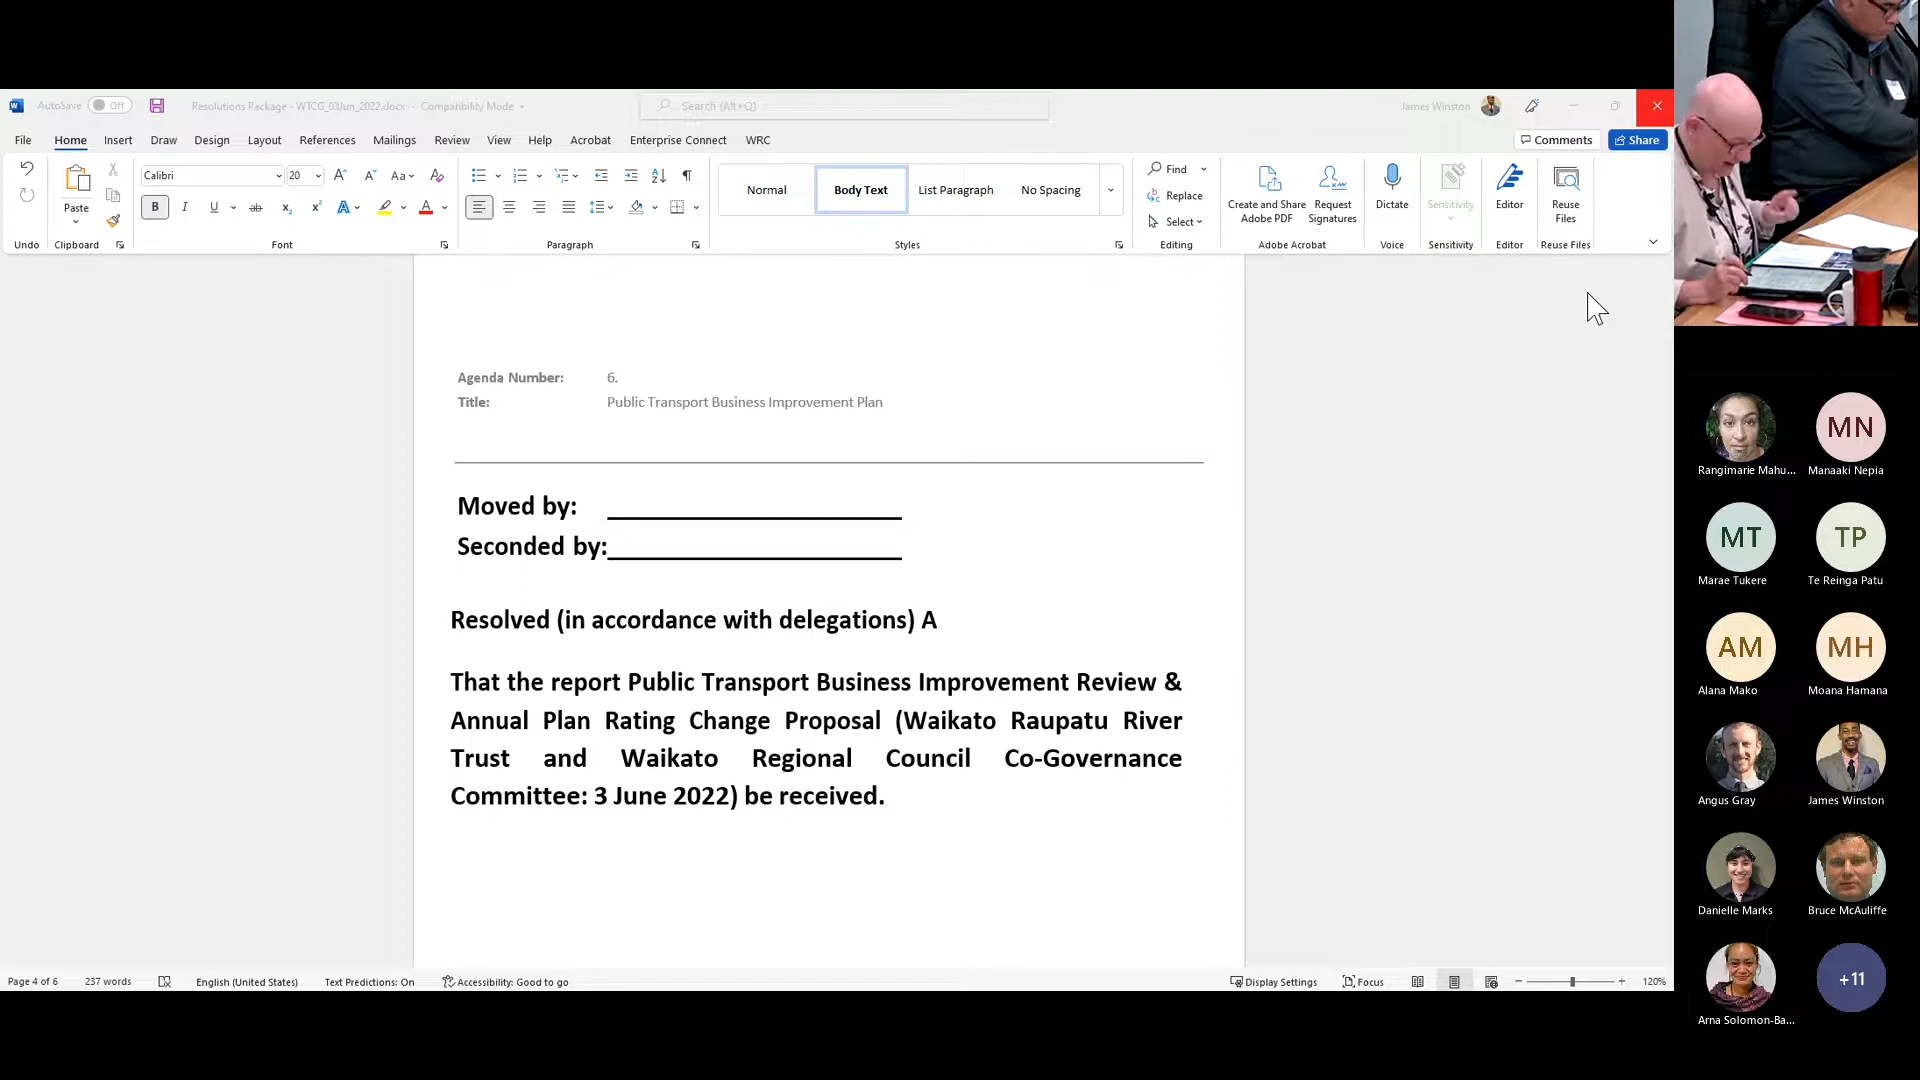 AutoSave Off Resolutions Package - WTCG_03Jun_2022.docx - Compatibility Mode Search (Alt+Q) James Winston
File Home Insert Draw Design Layout References Mailings Review View Help Acrobat Enterprise Connect WRC Comments Share
Paste
Calibri 20
Normal Body Text List Paragraph No Spacing
Find
Replace
Select
Create and Share Adobe PDF
Request Signatures
Dictate
Sensitivity
Editor
Reuse Files
Undo Clipboard Font Paragraph Styles Editing Adobe Acrobat Voice Sensitivity Editor Reuse Files
Agenda Number: 6.
Title: Public Transport Business Improvement Plan
Moved by:
Seconded by:
Resolved (in accordance with delegations) A
That the report Public Transport Business Improvement Review &
Annual Plan Rating Change Proposal (Waikato Raupatu River
Trust and Waikato Regional Council Co-Governance
Committee: 3 June 2022) be received.
Page 4 of 6 237 words English (United States) Text Predictions: On Accessibility: Good to go Display Settings Focus 120%
MN
Rangimarie Mahu... Manaaki Nepia
MT TP
Marae Tukere Te Reinga Patu
AM MH
Alana Mako Moana Hamana
Angus Gray James Winston
Danielle Marks Bruce McAuliffe
+11
Arna Solomon-Ba...